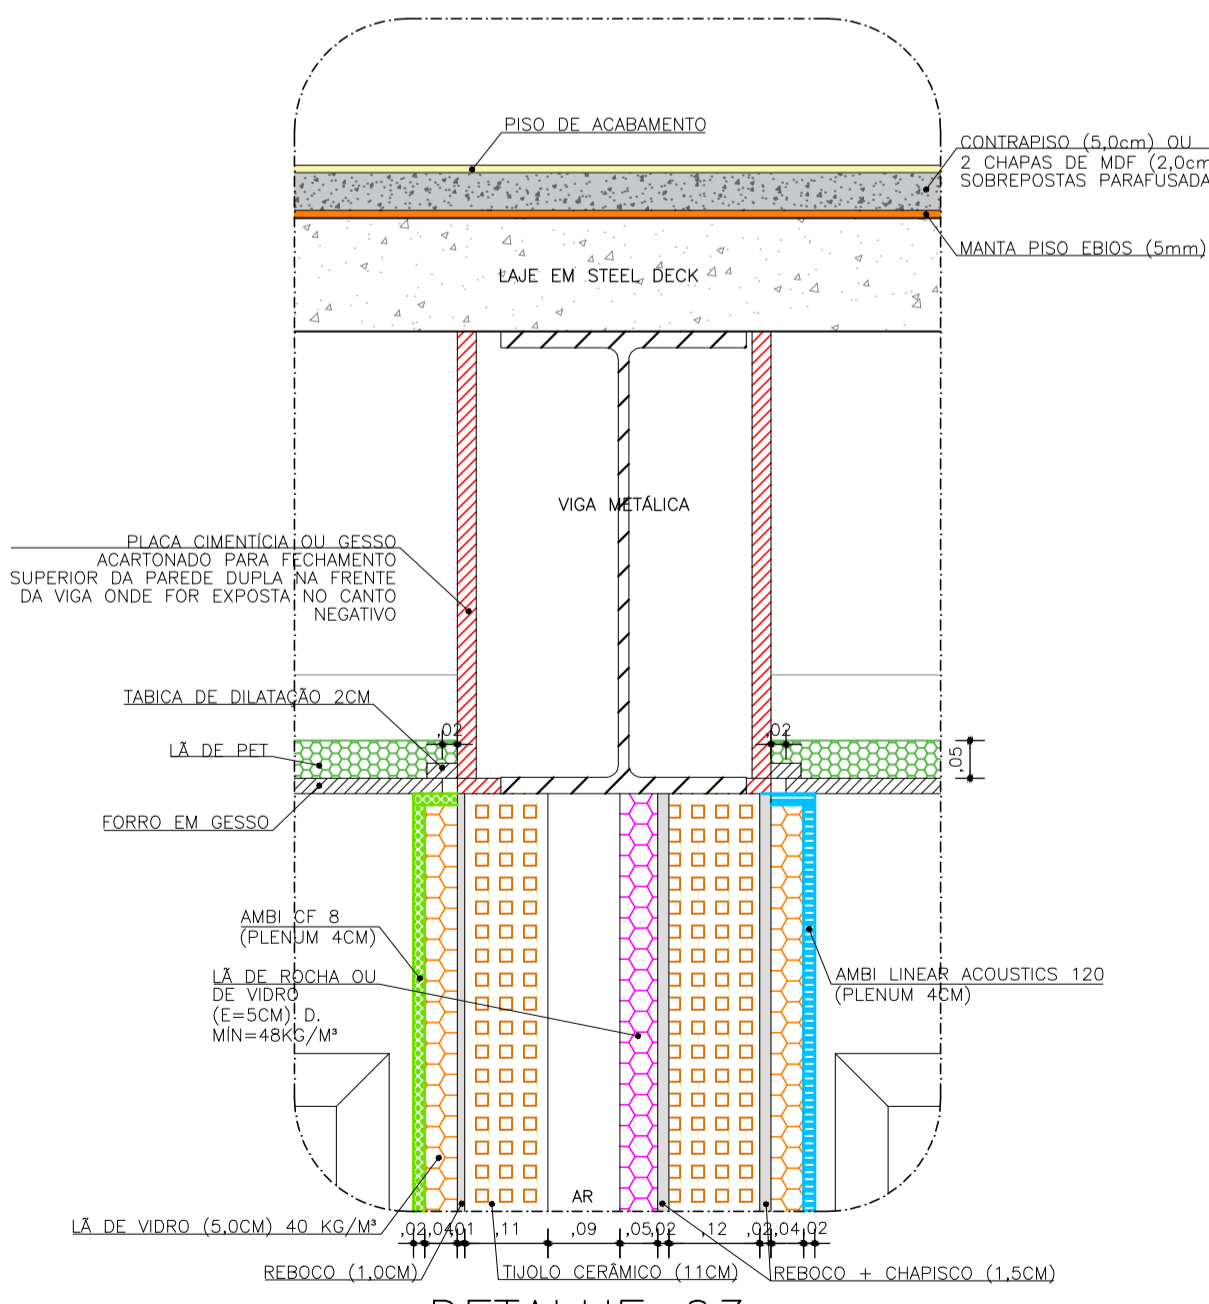 PISO DE ACABAMENTO
CONTRAPISO (5,0cm) OU
2 CHAPAS DE MDF (2,0cm
SOBREPOSTAS PARAFUSADA
MANTA PISO EBIOS (5mm)
LAJE EM STEEL DECK
VIGA METÁLICA
PLACA CIMENTÍCIA OU GESSO
ACARTONADO PARA FECHAMENTO
SUPERIOR DA PAREDE DUPLA NA FRENTE
DA VIGA ONDE FOR EXPOSTA NO CANTO
NEGATIVO
TABICA DE DILATAÇÃO 2CM
,02
,02
LÃ DE PET
,05
FORRO EM GESSO
AMBI CF 8
(PLENUM 4CM)
LÃ DE ROCHA OU
DE VIDRO
(E=5CM) D.
MÍN=48KG/M³
AMBI LINEAR ACOUSTICS 120
(PLENUM 4CM)
AR
LÃ DE VIDRO (5,0CM) 40 KG/M³
,02 ,04 ,01 ,11 ,09 ,05 ,02 ,12 ,02 ,04 ,02
REBOCO (1,0CM)
TIJOLO CERÂMICO (11CM)
REBOCO + CHAPISCO (1,5CM)